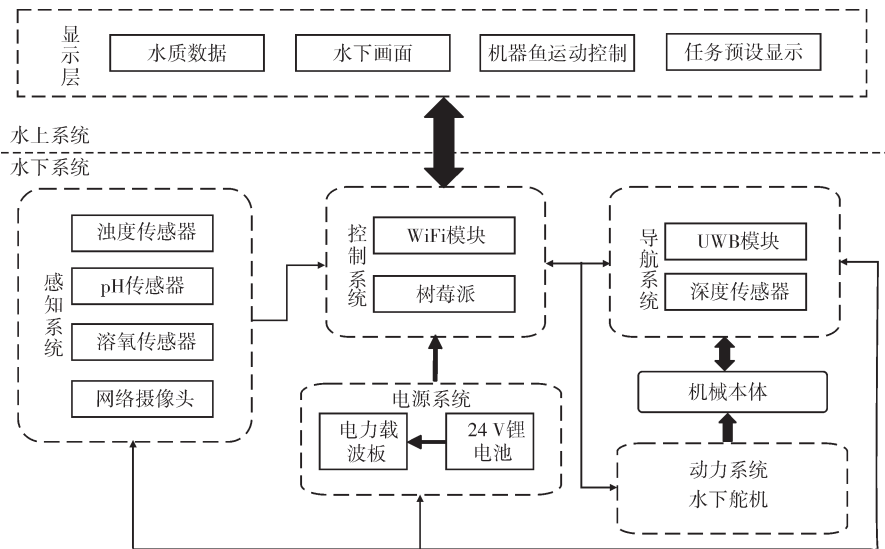 显示层
水质数据
水下画面
机器鱼运动控制
任务预设显示
水上系统
水下系统
感知系统
浊度传感器
pH传感器
溶氧传感器
网络摄像头
控制系统
WiFi模块
树莓派
导航系统
UWB模块
深度传感器
机械本体
电源系统
电力载
波板
24 V锂
电池
动力系统
水下舵机